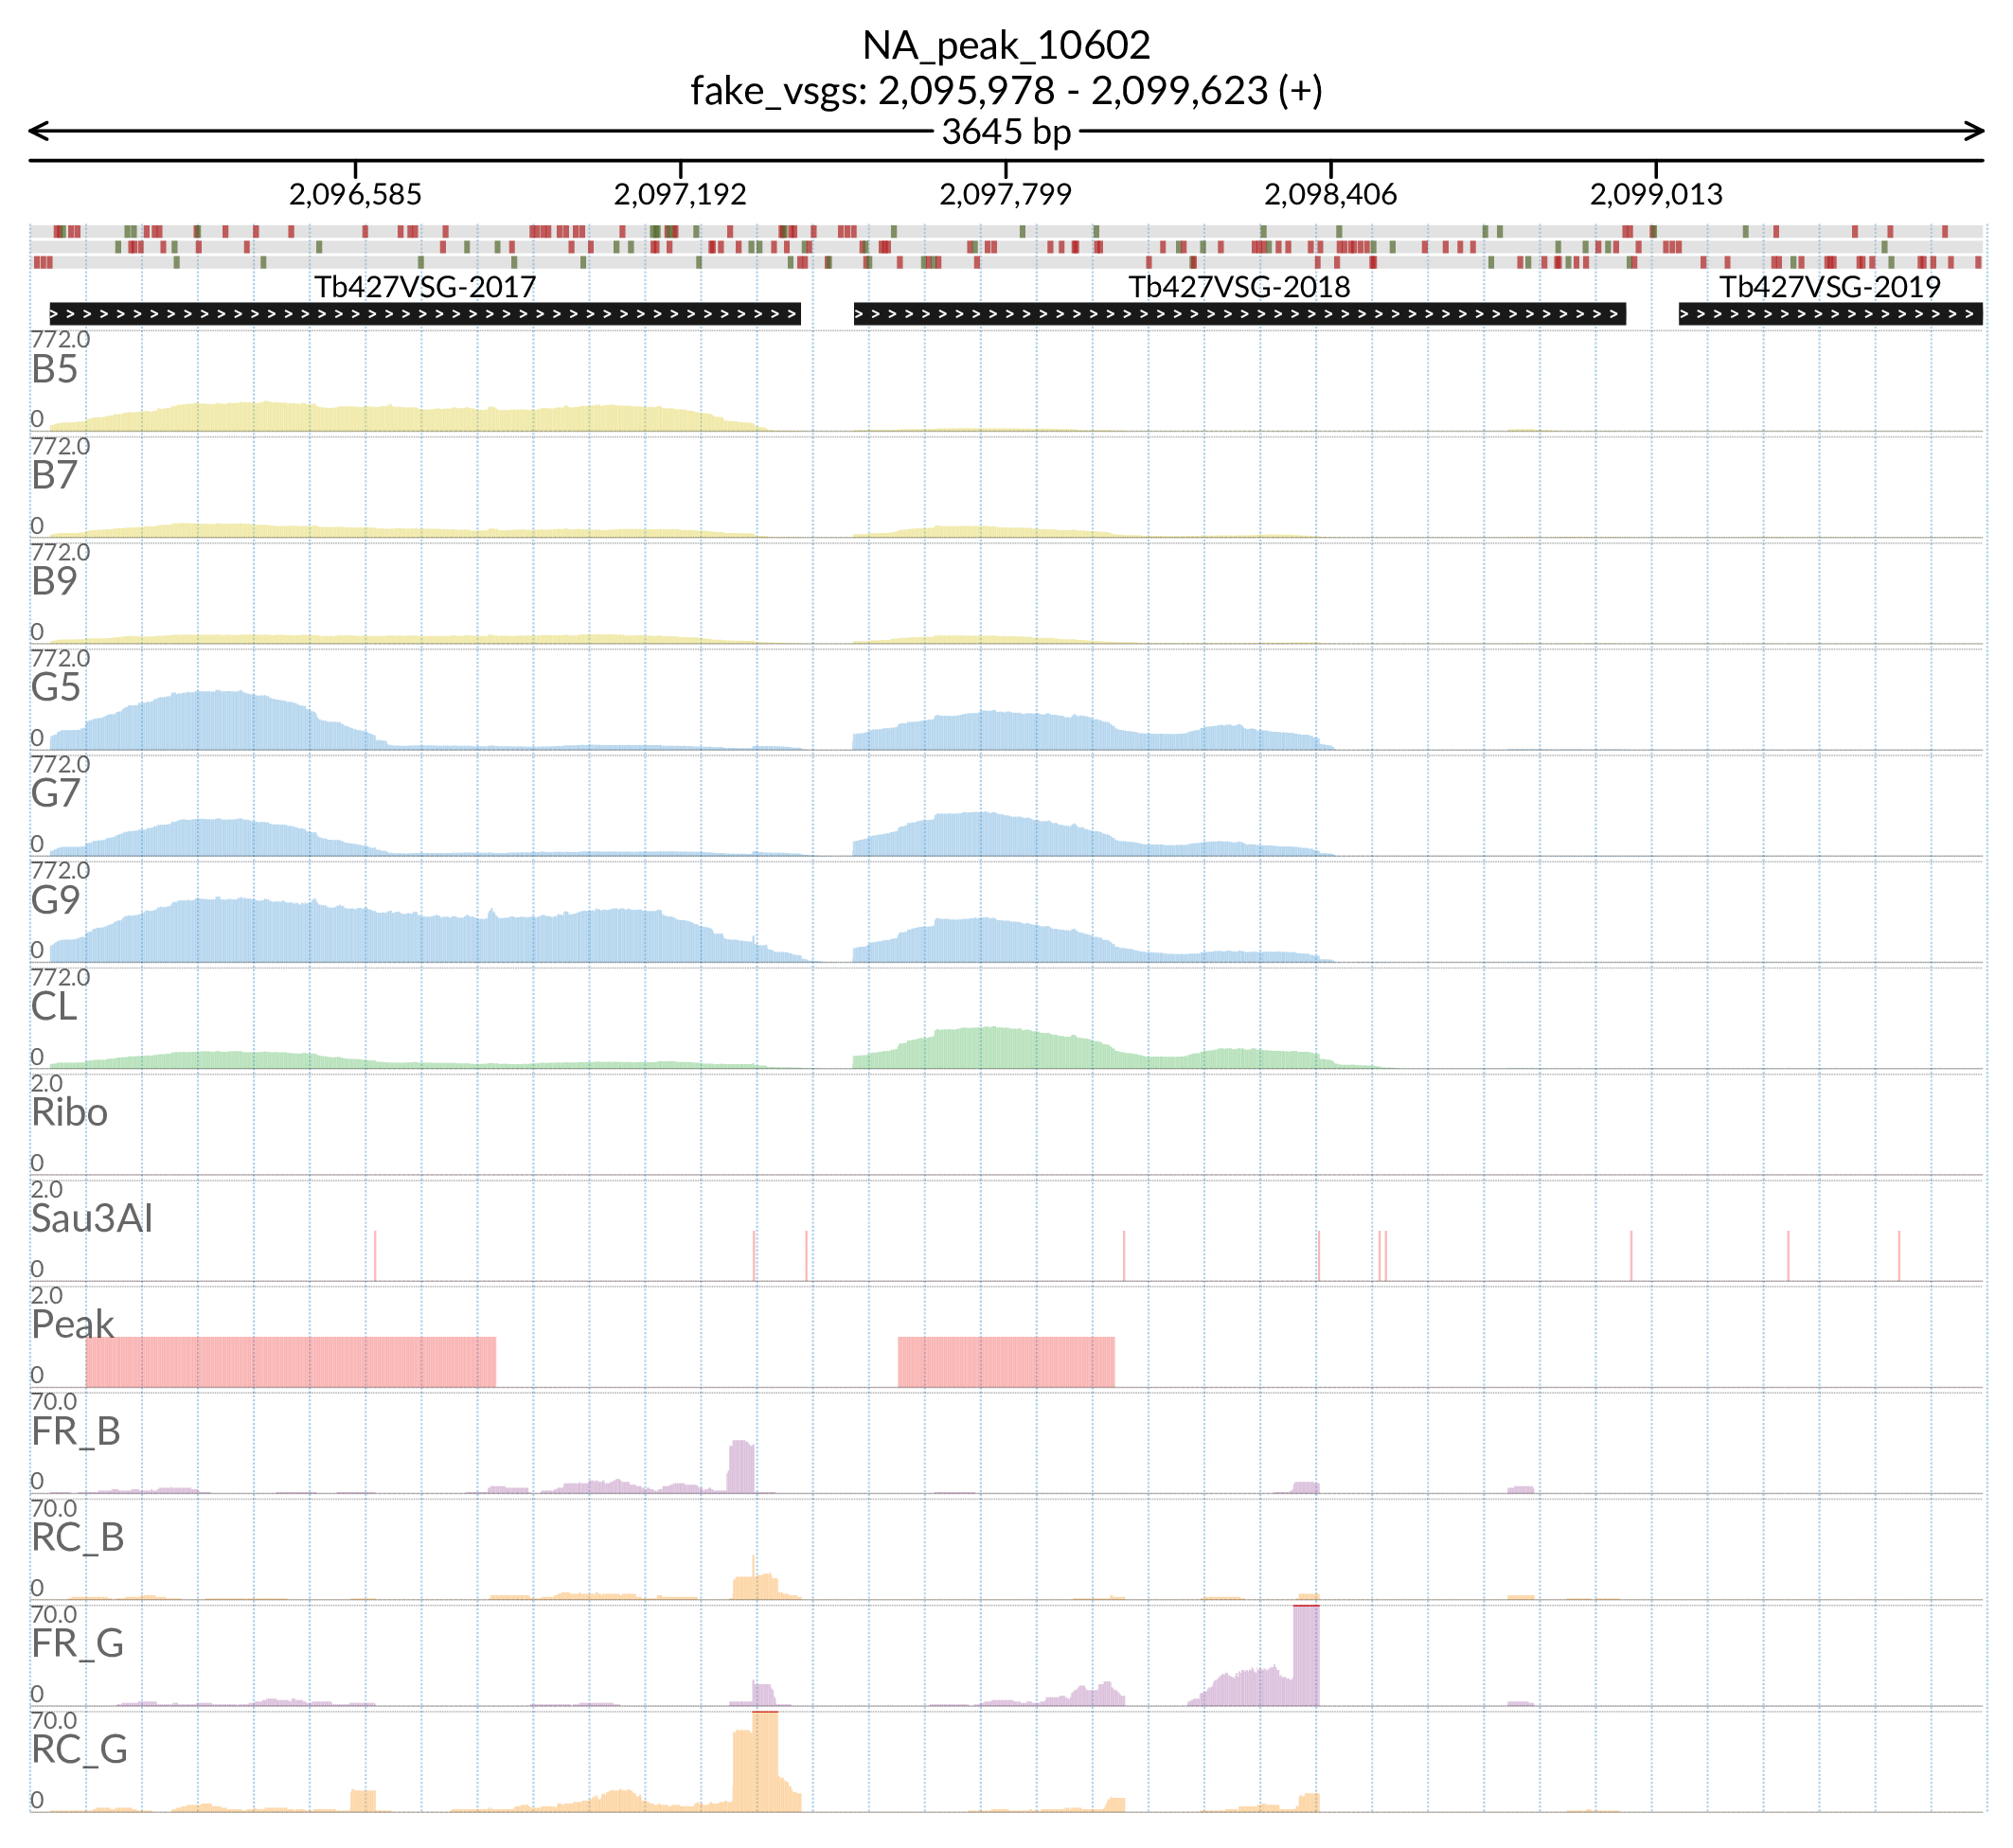 NA_peak_10602
fake_vsgs: 2,095,978 - 2,099,623 (+)
3645 bp
2,096,585 2,097,192 2,097,799 2,098,406 2,099,013
Tb427VSG-2017 Tb427VSG-2018 Tb427VSG-2019
772.0
B5
0
772.0
B7
0
772.0
B9
0
772.0
G5
0
772.0
G7
0
772.0
G9
0
772.0
CL
0
2.0
Ribo
0
2.0
Sau3AI
0
2.0
Peak
0
70.0
FR_B
0
70.0
RC_B
0
70.0
FR_G
0
70.0
RC_G
0